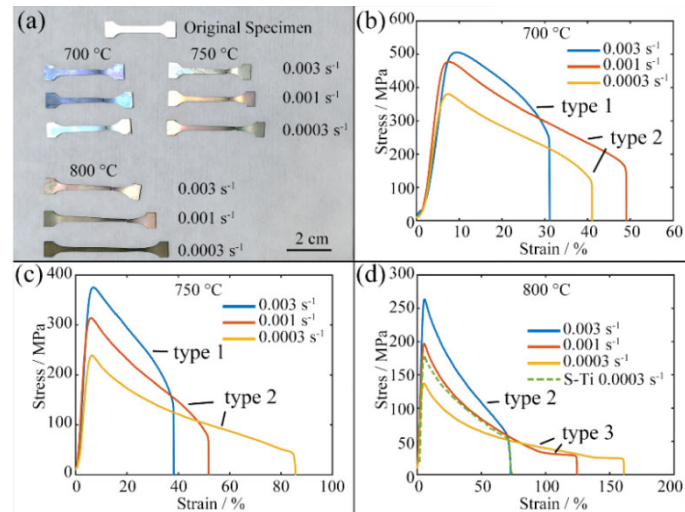 (a)
Original Specimen
700 °C
750 °C
0.003 s⁻¹
0.001 s⁻¹
0.0003 s⁻¹
800 °C
0.003 s⁻¹
0.001 s⁻¹
0.0003 s⁻¹
2 cm
(b)
700 °C
600
500
400
300
200
100
0
Stress / MPa
0.003 s⁻¹
0.001 s⁻¹
0.0003 s⁻¹
type 1
type 2
0 10 20 30 40 50 60
Strain / %
(c)
750 °C
400
300
200
100
0
Stress / MPa
0.003 s⁻¹
0.001 s⁻¹
0.0003 s⁻¹
type 1
type 2
0 20 40 60 80 100
Strain / %
(d)
800 °C
300
250
200
150
100
50
0
Stress / MPa
0.003 s⁻¹
0.001 s⁻¹
0.0003 s⁻¹
S-Ti 0.0003 s⁻¹
type 2
type 3
0 50 100 150 200
Strain / %